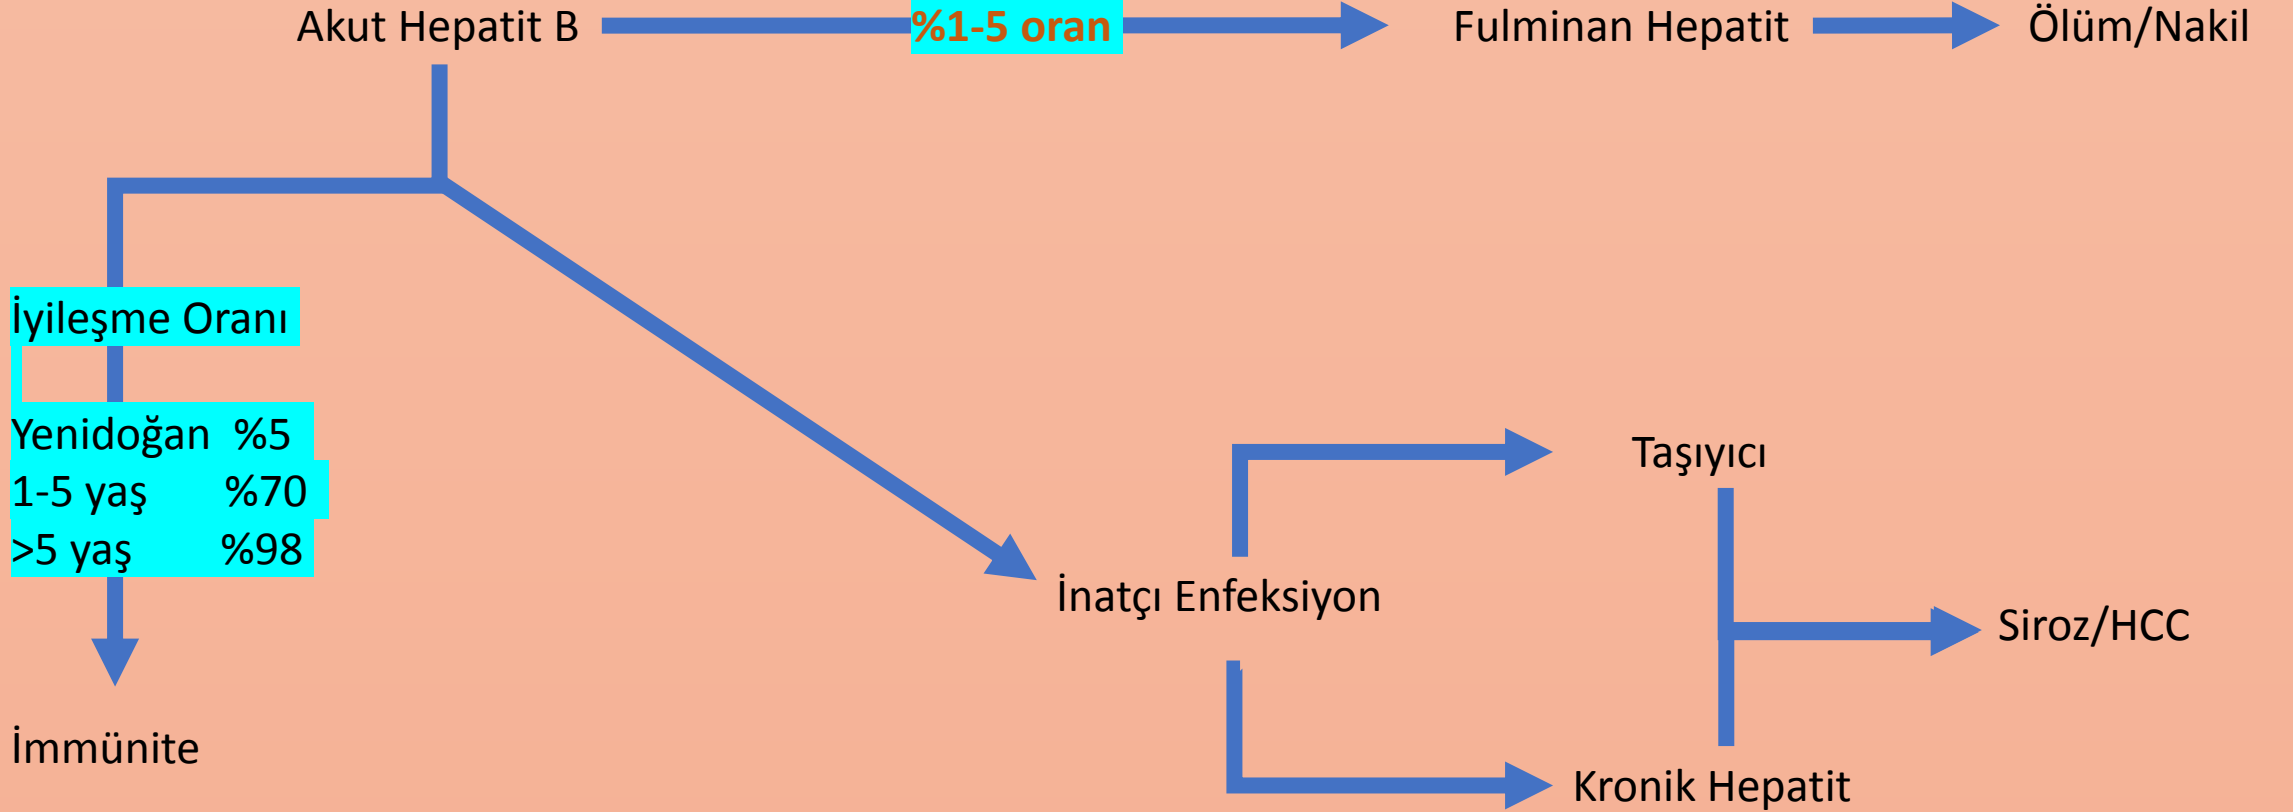 Akut Hepatit B
%1-5 oran
Fulminan Hepatit
Ölüm/Nakil
İyileşme Oranı
Yenidoğan %5
1-5 yaş %70
>5 yaş %98
İmmünite
İnatçı Enfeksiyon
Taşıyıcı
Kronik Hepatit
Siroz/HCC